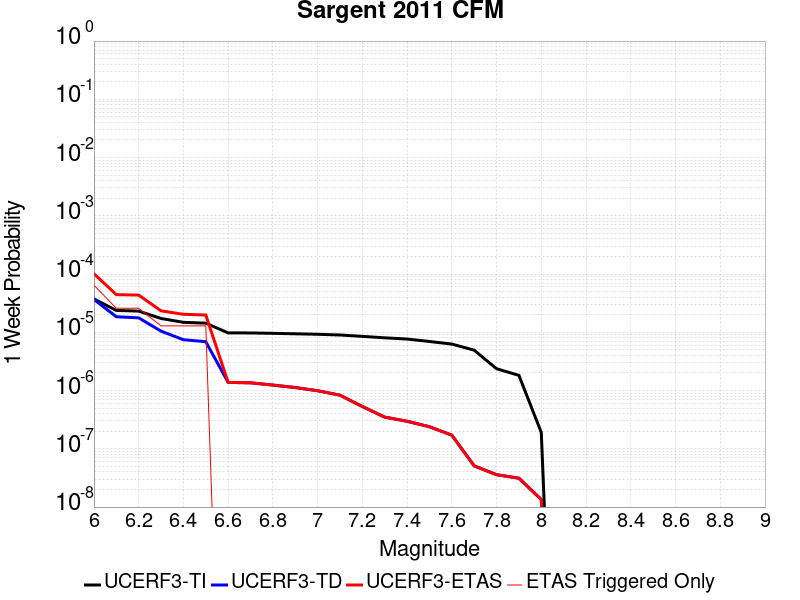 Sargent 2011 CFM
10^0
10^-1
10^-2
10^-3
10^-4
10^-5
10^-6
10^-7
10^-8
1 Week Probability
6 6.2 6.4 6.6 6.8 7 7.2 7.4 7.6 7.8 8 8.2 8.4 8.6 8.8 9
Magnitude
UCERF3-TI UCERF3-TD UCERF3-ETAS ETAS Triggered Only